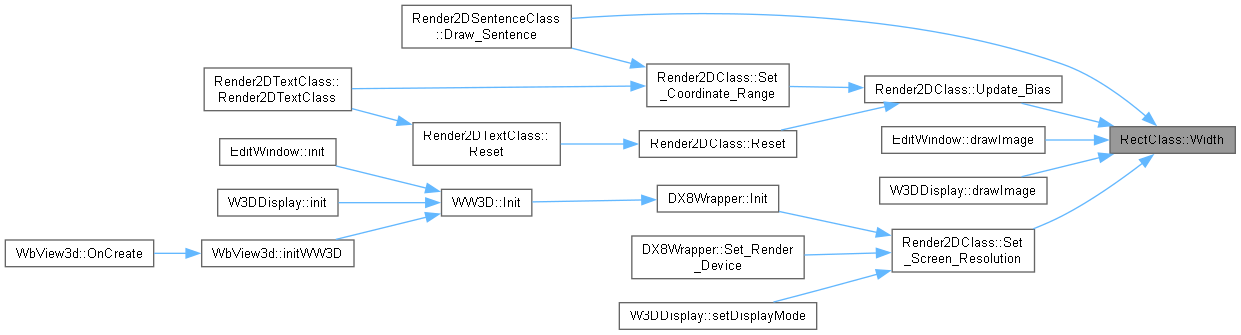 Render2DSentenceClass
::Draw_Sentence
Render2DTextClass::
Render2DTextClass
Render2DClass::Set
_Coordinate_Range
Render2DClass::Update_Bias
Render2DTextClass::
Reset
Render2DClass::Reset
EditWindow::drawImage
RectClass::Width
EditWindow::init
W3DDisplay::drawImage
W3DDisplay::init
WW3D::Init
DX8Wrapper::Init
WbView3d::OnCreate
WbView3d::initWW3D
DX8Wrapper::Set_Render
_Device
Render2DClass::Set
_Screen_Resolution
W3DDisplay::setDisplayMode